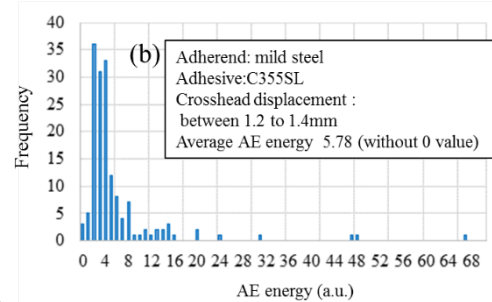 40
35
30
25
20
15
10
5
0
Frequency
(b)
Adherend: mild steel
Adhesive:C355SL
Crosshead displacement :
between 1.2 to 1.4mm
Average AE energy 5.78 (without 0 value)
0 4 8 12 16 20 24 28 32 36 40 44 48 52 56 60 64 68
AE energy (a.u.)